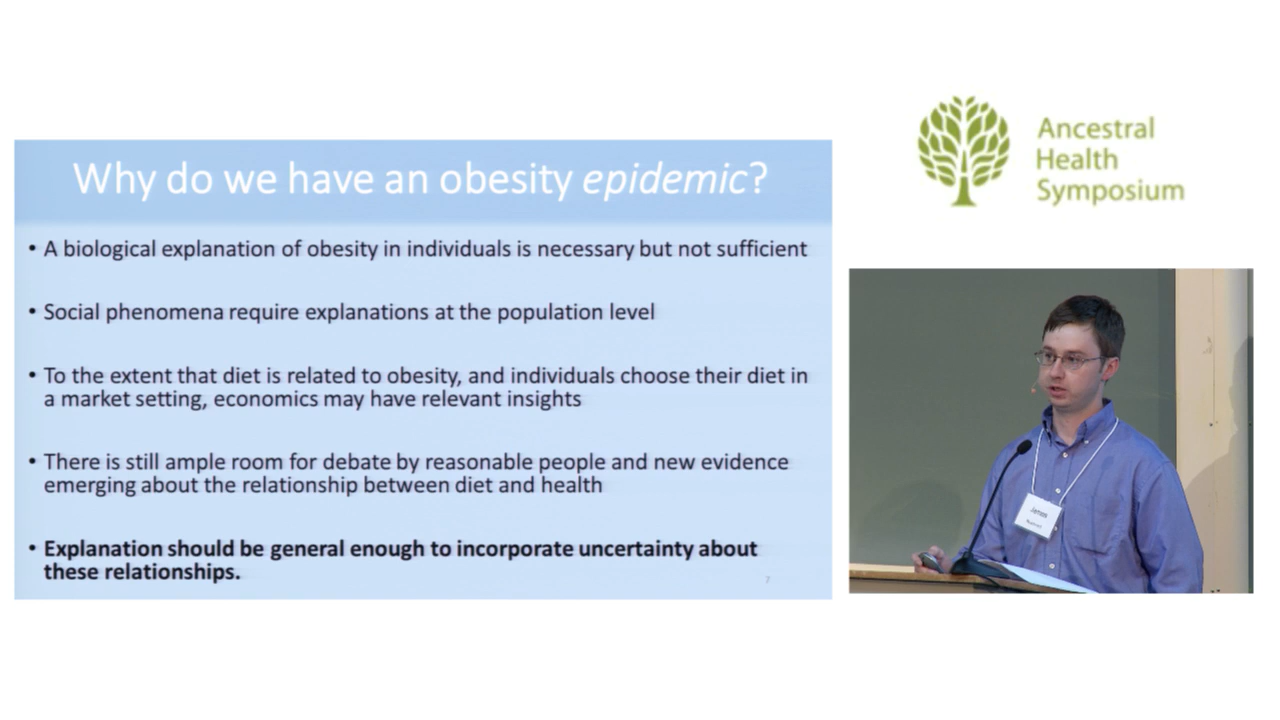 Why do we have an obesity epidemic?
• A biological explanation of obesity in individuals is necessary but not sufficient
• Social phenomena require explanations at the population level
• To the extent that diet is related to obesity, and individuals choose their diet in
a market setting, economics may have relevant insights
• There is still ample room for debate by reasonable people and new evidence
emerging about the relationship between diet and health
• Explanation should be general enough to incorporate uncertainty about
these relationships.
7
Ancestral
Health
Symposium
James